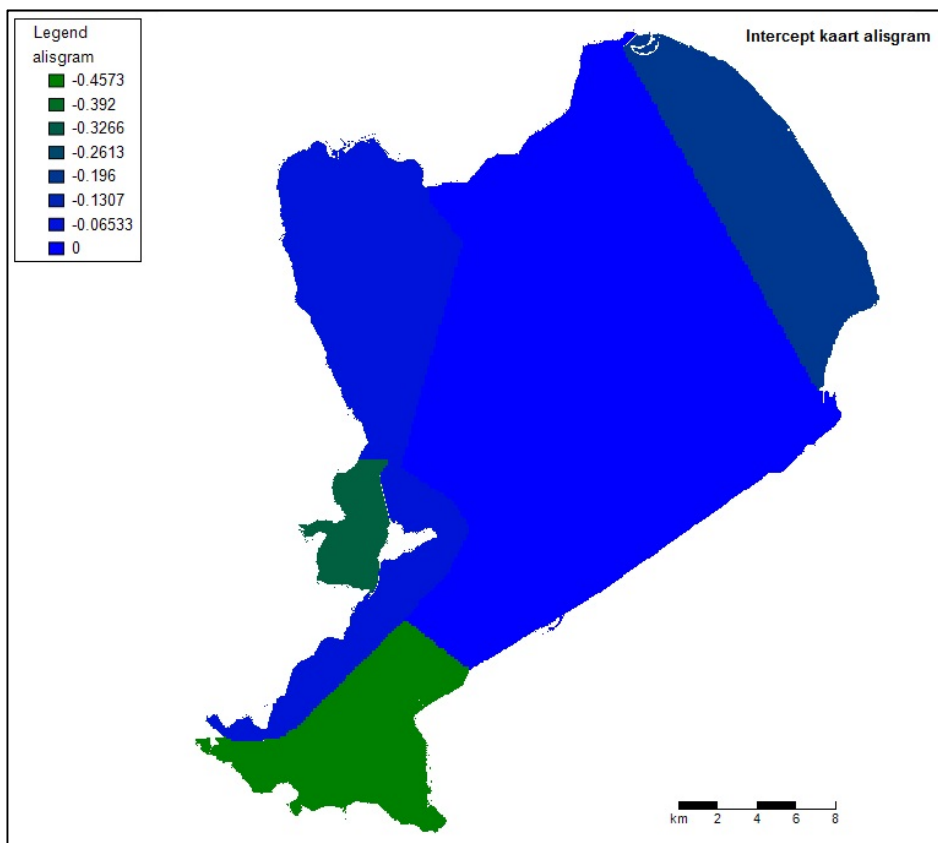 Legend
alisgram
-0.4573
-0.392
-0.3266
-0.2613
-0.196
-0.1307
-0.06533
0
Intercept kaart alisgram
km 2 4 6 8